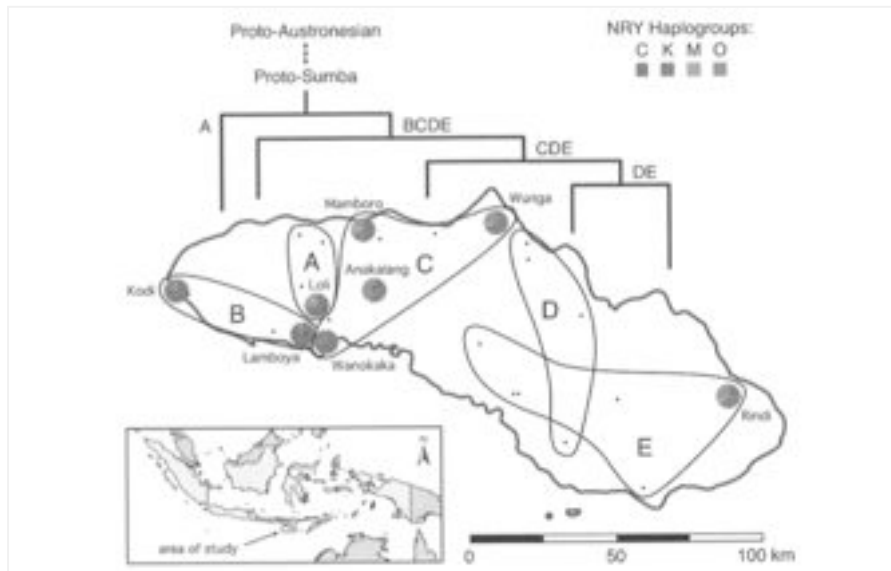 Proto-Austronesian
Proto-Sumba
NRY Haplogroups:
C K M O
A
BCDE
CDE
DE
Mamboro
Wunga
A
C
Anakalang
Kodi
Loli
B
D
Lamboya
Wanokaka
Rindi
E
N
area of study
0 50 100 km